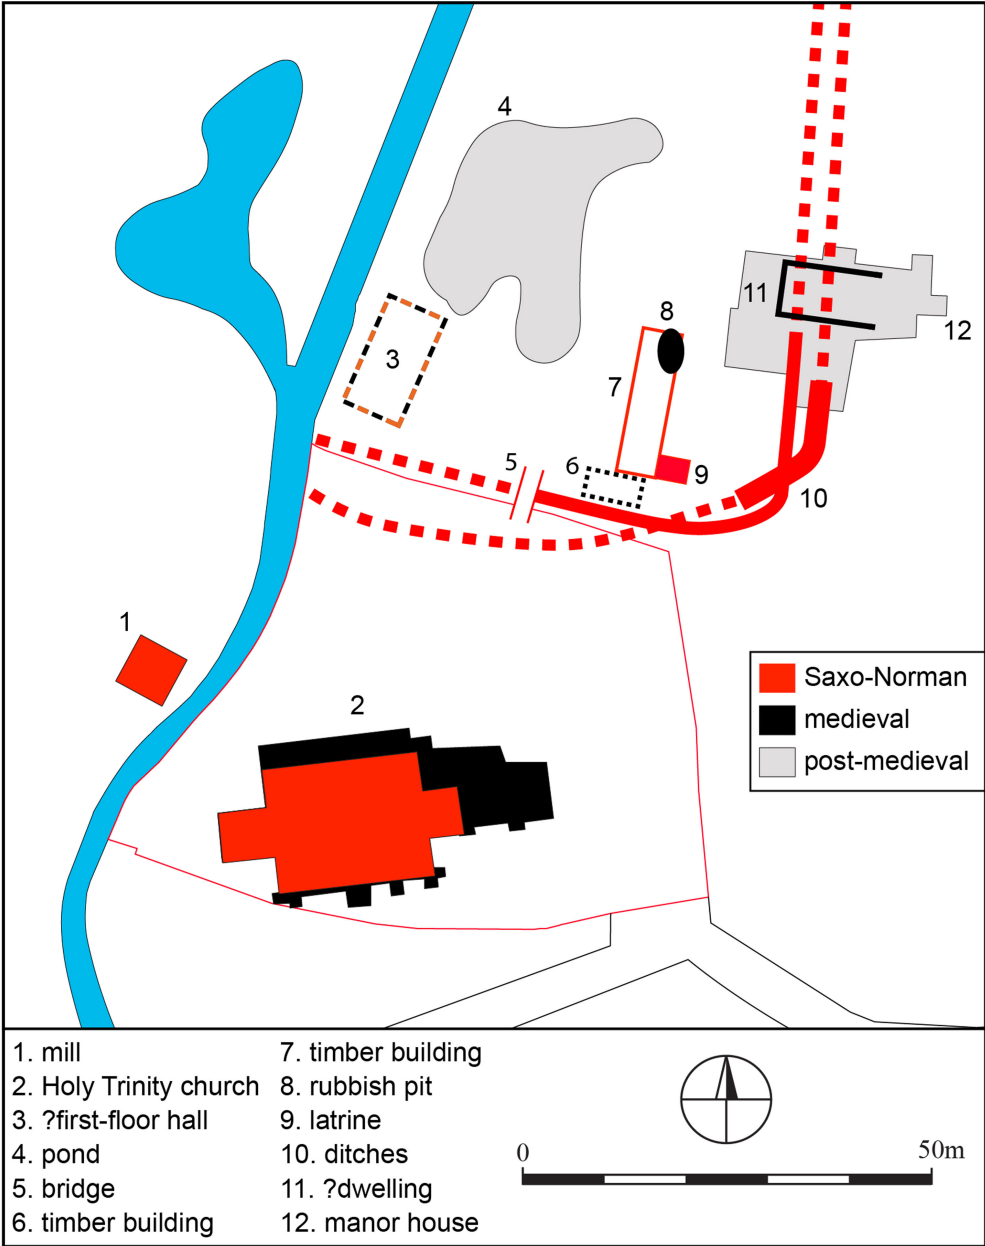 4
8
11
12
3
7
5
6
9
10
1
2
Saxo-Norman
medieval
post-medieval
1. mill
2. Holy Trinity church
3. ?first-floor hall
4. pond
5. bridge
6. timber building
7. timber building
8. rubbish pit
9. latrine
10. ditches
11. ?dwelling
12. manor house
0 50m